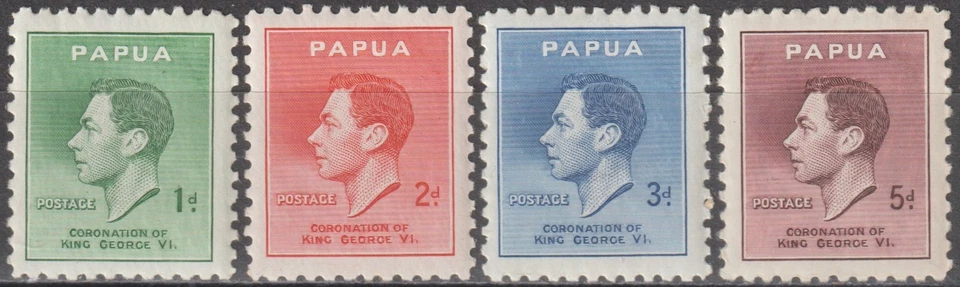 PAPUA
POSTAGE 1d.
CORONATION OF
KING GEORGE VI.
PAPUA
POSTAGE 2d.
CORONATION OF
KING GEORGE VI.
PAPUA
POSTAGE 3d.
CORONATION OF
KING GEORGE VI.
PAPUA
POSTAGE 5d.
CORONATION OF
KING GEORGE VI.